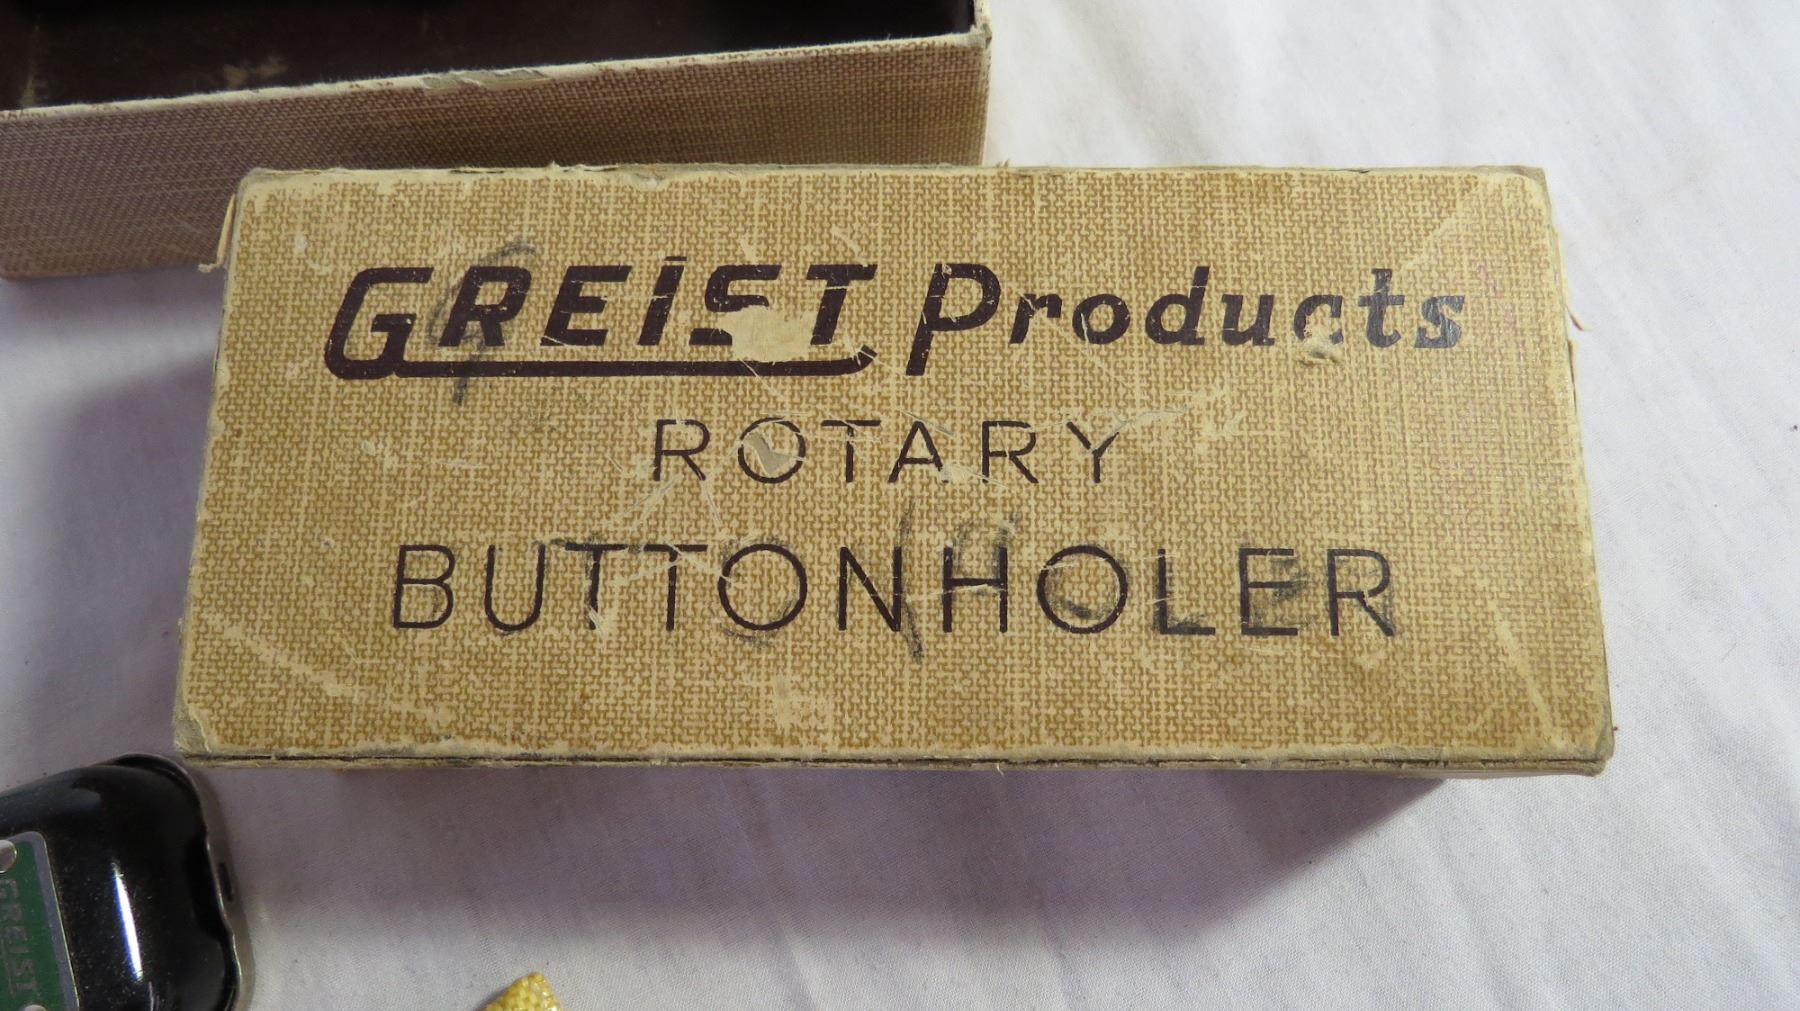 GREIST Products
ROTARY
BUTTONHOLER
GREIST